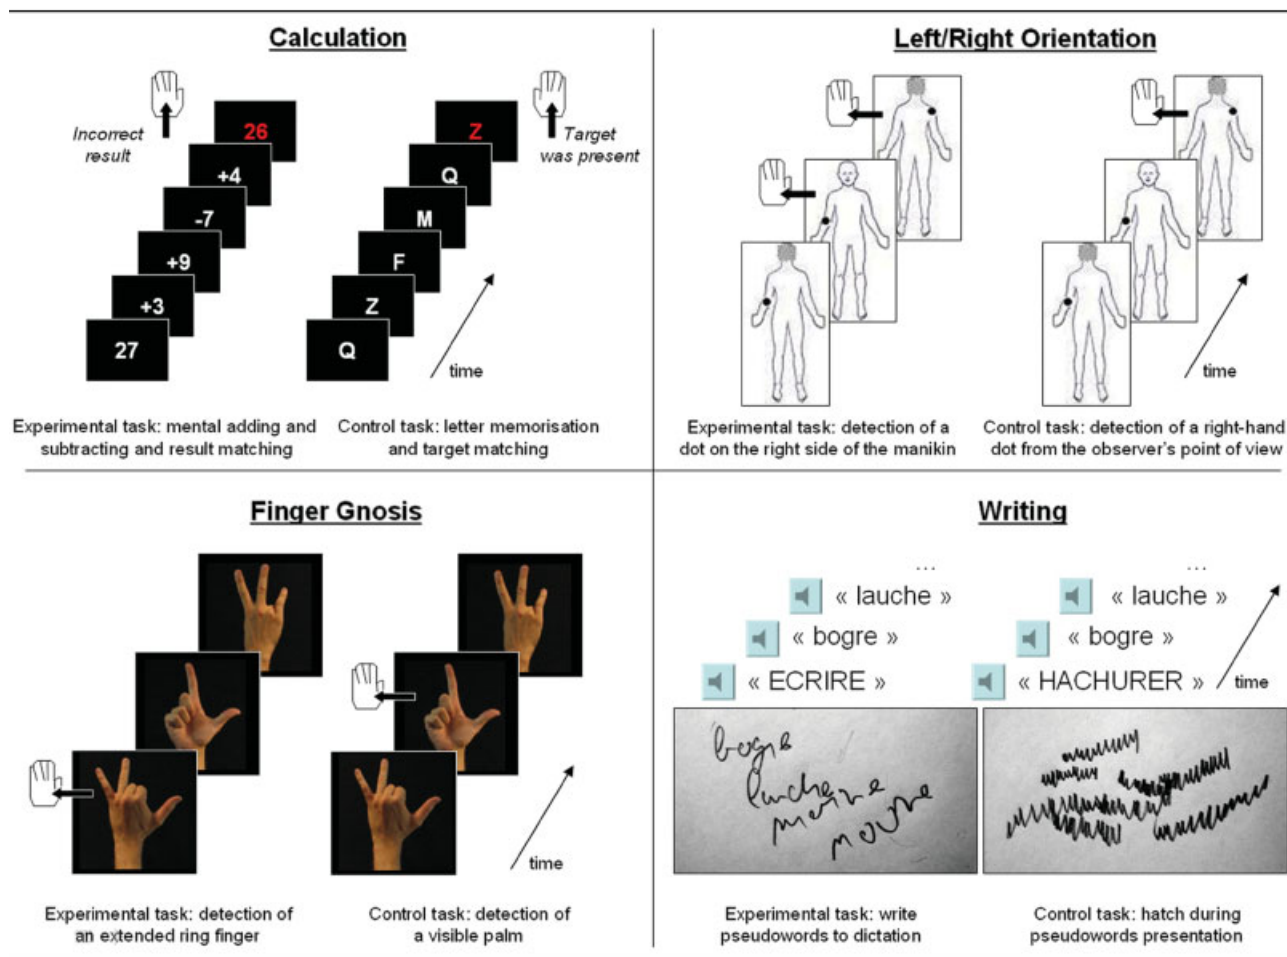 Calculation
Incorrect
result
26
+4
-7
+9
+3
27
Z
Q
M
F
Z
Q
Target
was present
time
Experimental task: mental adding and
subtracting and result matching
Control task: letter memorisation
and target matching
Left/Right Orientation
time
Experimental task: detection of a
dot on the right side of the manikin
Control task: detection of a right-hand
dot from the observer's point of view
Finger Gnosis
time
Experimental task: detection of
an extended ring finger
Control task: detection of
a visible palm
Writing
...
« lauche »
« bogre »
« ECRIRE »
...
« lauche »
« bogre »
« HACHURER »
time
lauche
moune
Experimental task: write
pseudowords to dictation
Control task: hatch during
pseudowords presentation